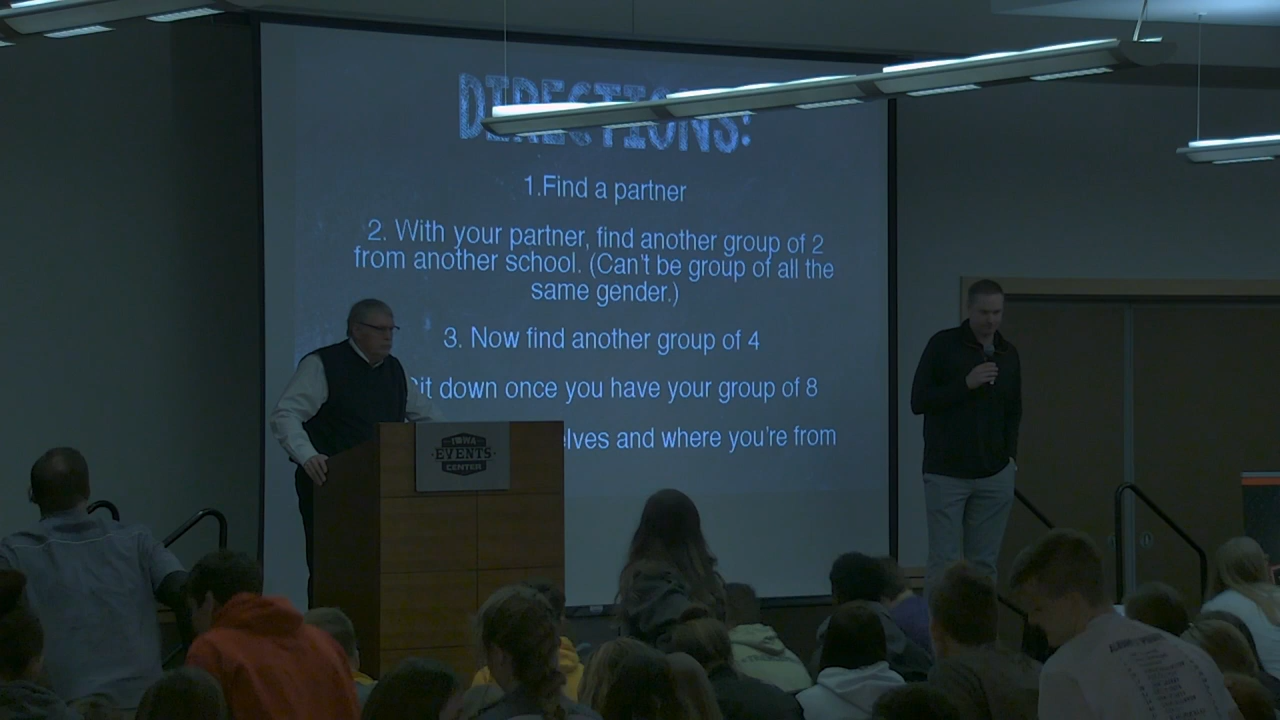 DIRECTIONS:
1.Find a partner
2. With your partner, find another group of 2
from another school. (Can't be group of all the
same gender.)
3. Now find another group of 4
down once you have your group of 8
and where you're from
IOWA
EVENTS
CENTER